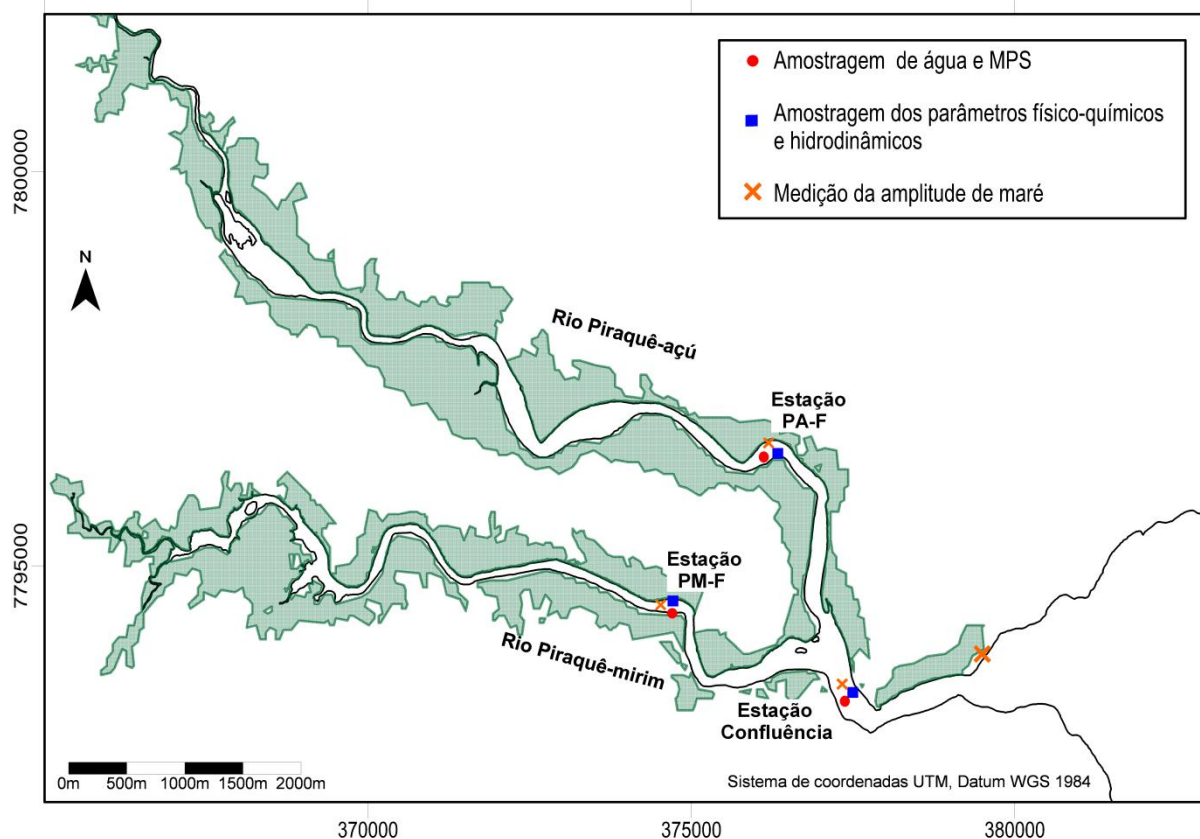 Amostragem de água e MPS
Amostragem dos parâmetros físico-químicos
e hidrodinâmicos
Medição da amplitude de maré
7800000
N
Rio Piraquê-açú
Estação
PA-F
7795000
Estação
PM-F
Rio Piraquê-mirim
Estação
Confluência
0m 500m 1000m 1500m 2000m
Sistema de coordenadas UTM, Datum WGS 1984
370000 375000 380000